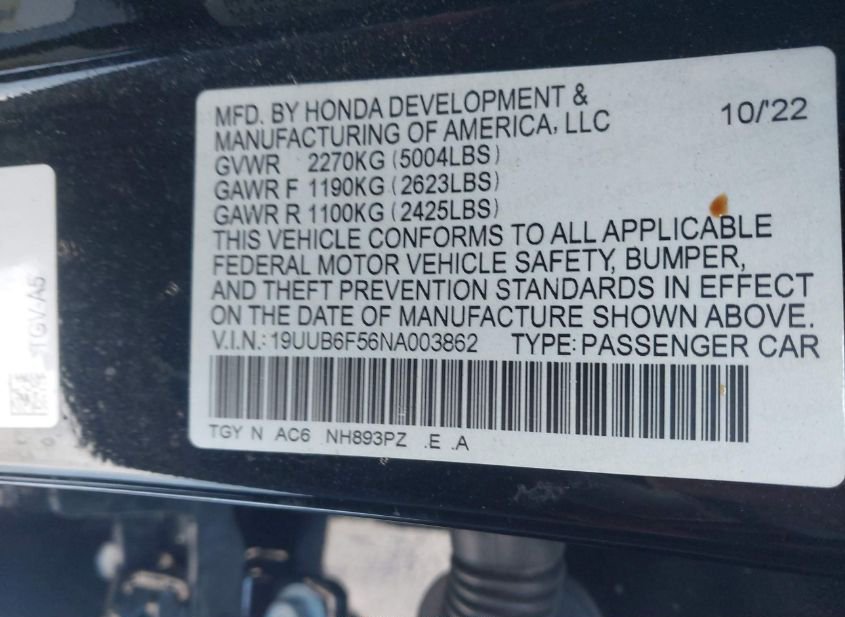 MFD. BY HONDA DEVELOPMENT & 10/'22
MANUFACTURING OF AMERICA, LLC
GVWR 2270KG (5004LBS)
GAWR F 1190KG (2623LBS)
GAWR R 1100KG (2425LBS)
THIS VEHICLE CONFORMS TO ALL APPLICABLE
FEDERAL MOTOR VEHICLE SAFETY, BUMPER,
AND THEFT PREVENTION STANDARDS IN EFFECT
ON THE DATE OF MANUFACTURE SHOWN ABOVE.
V.I.N.: 19UUB6F56NA003862 TYPE: PASSENGER CAR
TGY N AC6 NH893PZ .E .A